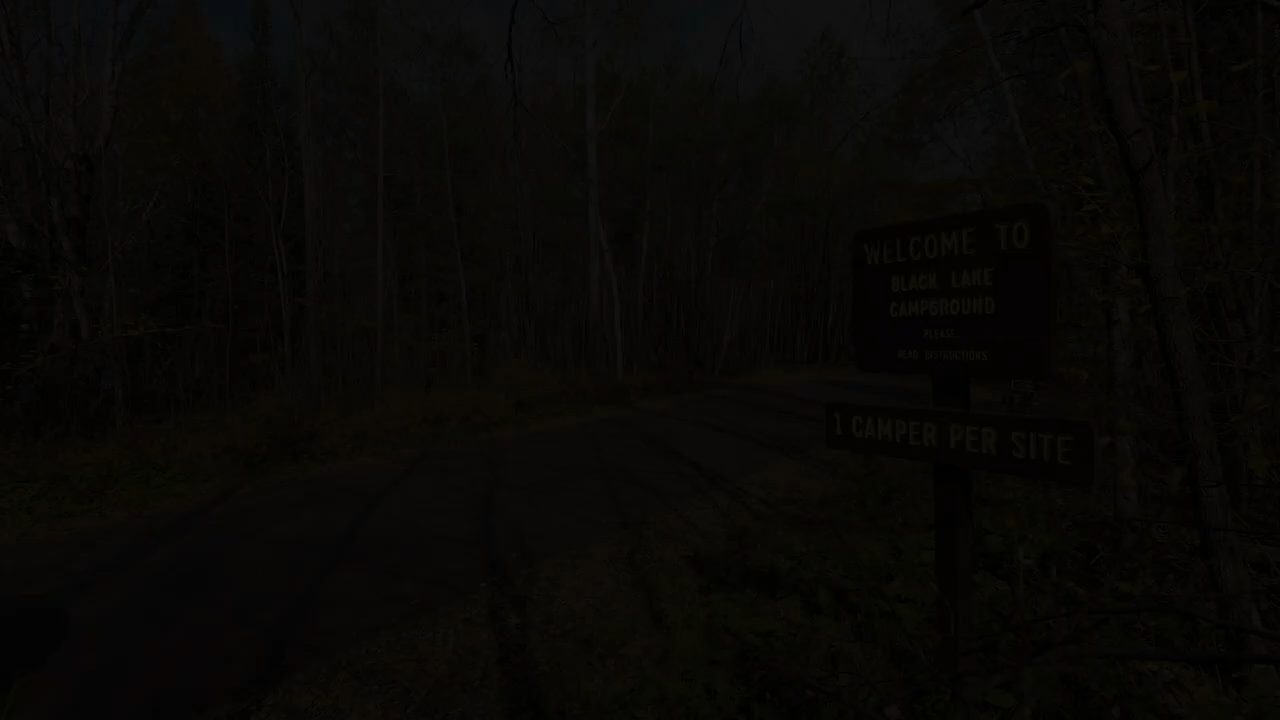 WELCOME TO
BLACK LAKE
CAMPGROUND
PLEASE
READ INSTRUCTIONS
1 CAMPER PER SITE